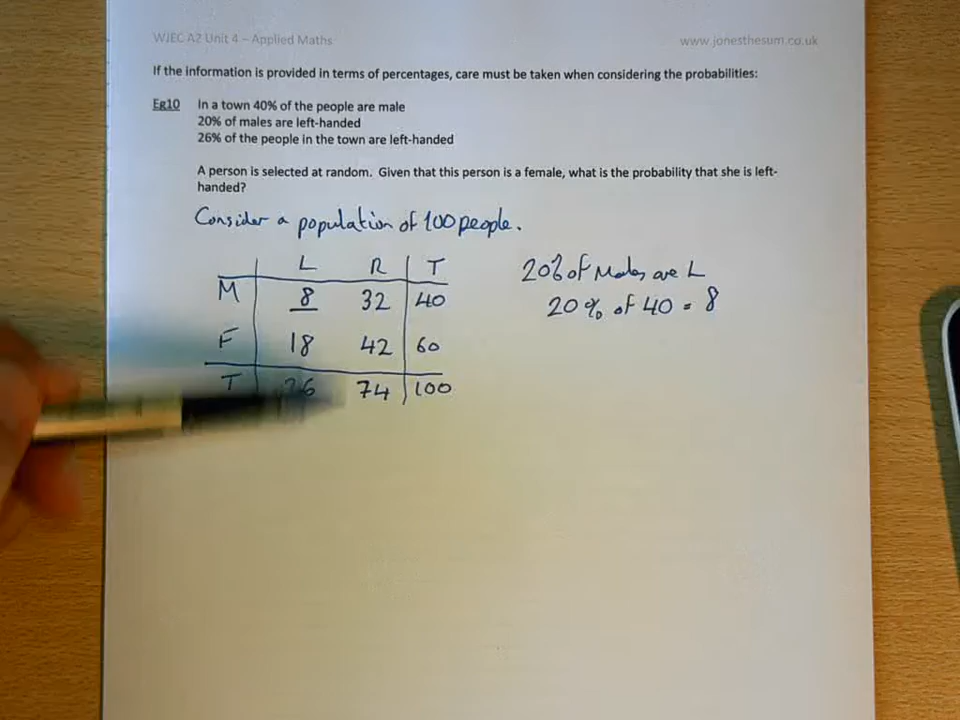 WJEC A2 Unit 4 – Applied Maths www.jonesthesum.co.uk
If the information is provided in terms of percentages, care must be taken when considering the probabilities:
Eg10 In a town 40% of the people are male
20% of males are left-handed
26% of the people in the town are left-handed
A person is selected at random. Given that this person is a female, what is the probability that she is left-
handed?
Consider a population of 100 people.
L R T
M 8 32 40
F 18 42 60
T 26 74 100
20% of Males are L
20% of 40 = 8